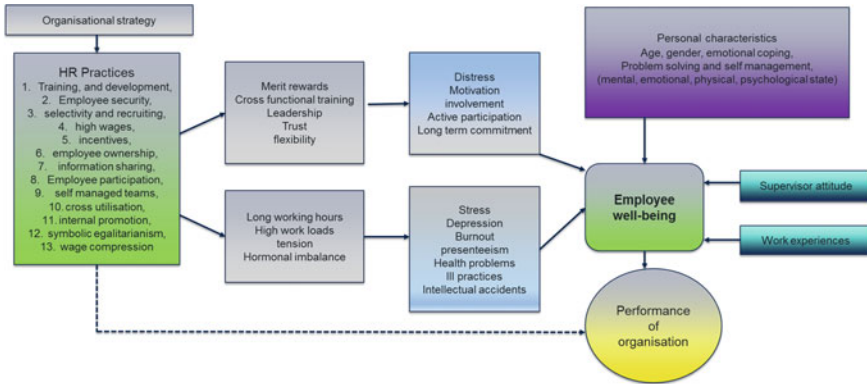 Organisational strategy
HR Practices
1. Training, and development,
2. Employee security,
3. selectivity and recruiting,
4. high wages,
5. incentives,
6. employee ownership,
7. information sharing,
8. Employee participation,
9. self managed teams,
10. cross utilisation,
11. internal promotion,
12. symbolic egalitarianism,
13. wage compression
Merit rewards
Cross functional training
Leadership
Trust
flexibility
Long working hours
High work loads
tension
Hormonal imbalance
Distress
Motivation
involvement
Active participation
Long term commitment
Stress
Depression
Burnout
presenteeism
Health problems
Ill practices
Intellectual accidents
Personal characteristics
Age, gender, emotional coping,
Problem solving and self management,
(mental, emotional, physical, psychological state)
Employee
well-being
Supervisor attitude
Work experiences
Performance
of
organisation